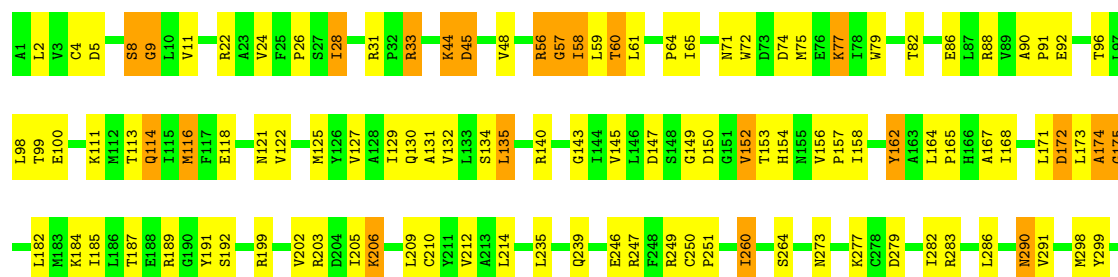 A1 L2 V3 C4 D5 S8 G9 L10 V11 R22 A23 V24 F25 P26 S27 I28 R31 P32 R33 K44 D45 V48 R56 G57 I58 L59 T60 L61 P64 I65 N71 W72 D73 D74 M75 E76 K77 I78 W79 T82 E86 L87 R88 V89 A90 P91 E92 T96 L97
L98 T99 E100 K111 M112 T113 Q114 I115 M116 F117 E118 N121 V122 M125 Y126 V127 A128 I129 Q130 A131 V132 L133 S134 L135 R140 G143 I144 V145 L146 D147 S148 G149 D150 G151 V152 T153 H154 N155 V156 P157 I158 Y162 A163 L164 P165 H166 A167 I168 L171 D172 L173 A174 G175
L182 M183 K184 I185 L186 T187 E188 R189 G190 Y191 S192 R199 V202 R203 D204 I205 K206 L209 C210 Y211 V212 A213 L214 L235 Q239 E246 R247 F248 R249 C250 P251 I260 S264 N273 K277 C278 D279 I282 R283 L286 N290 V291 M298 Y299